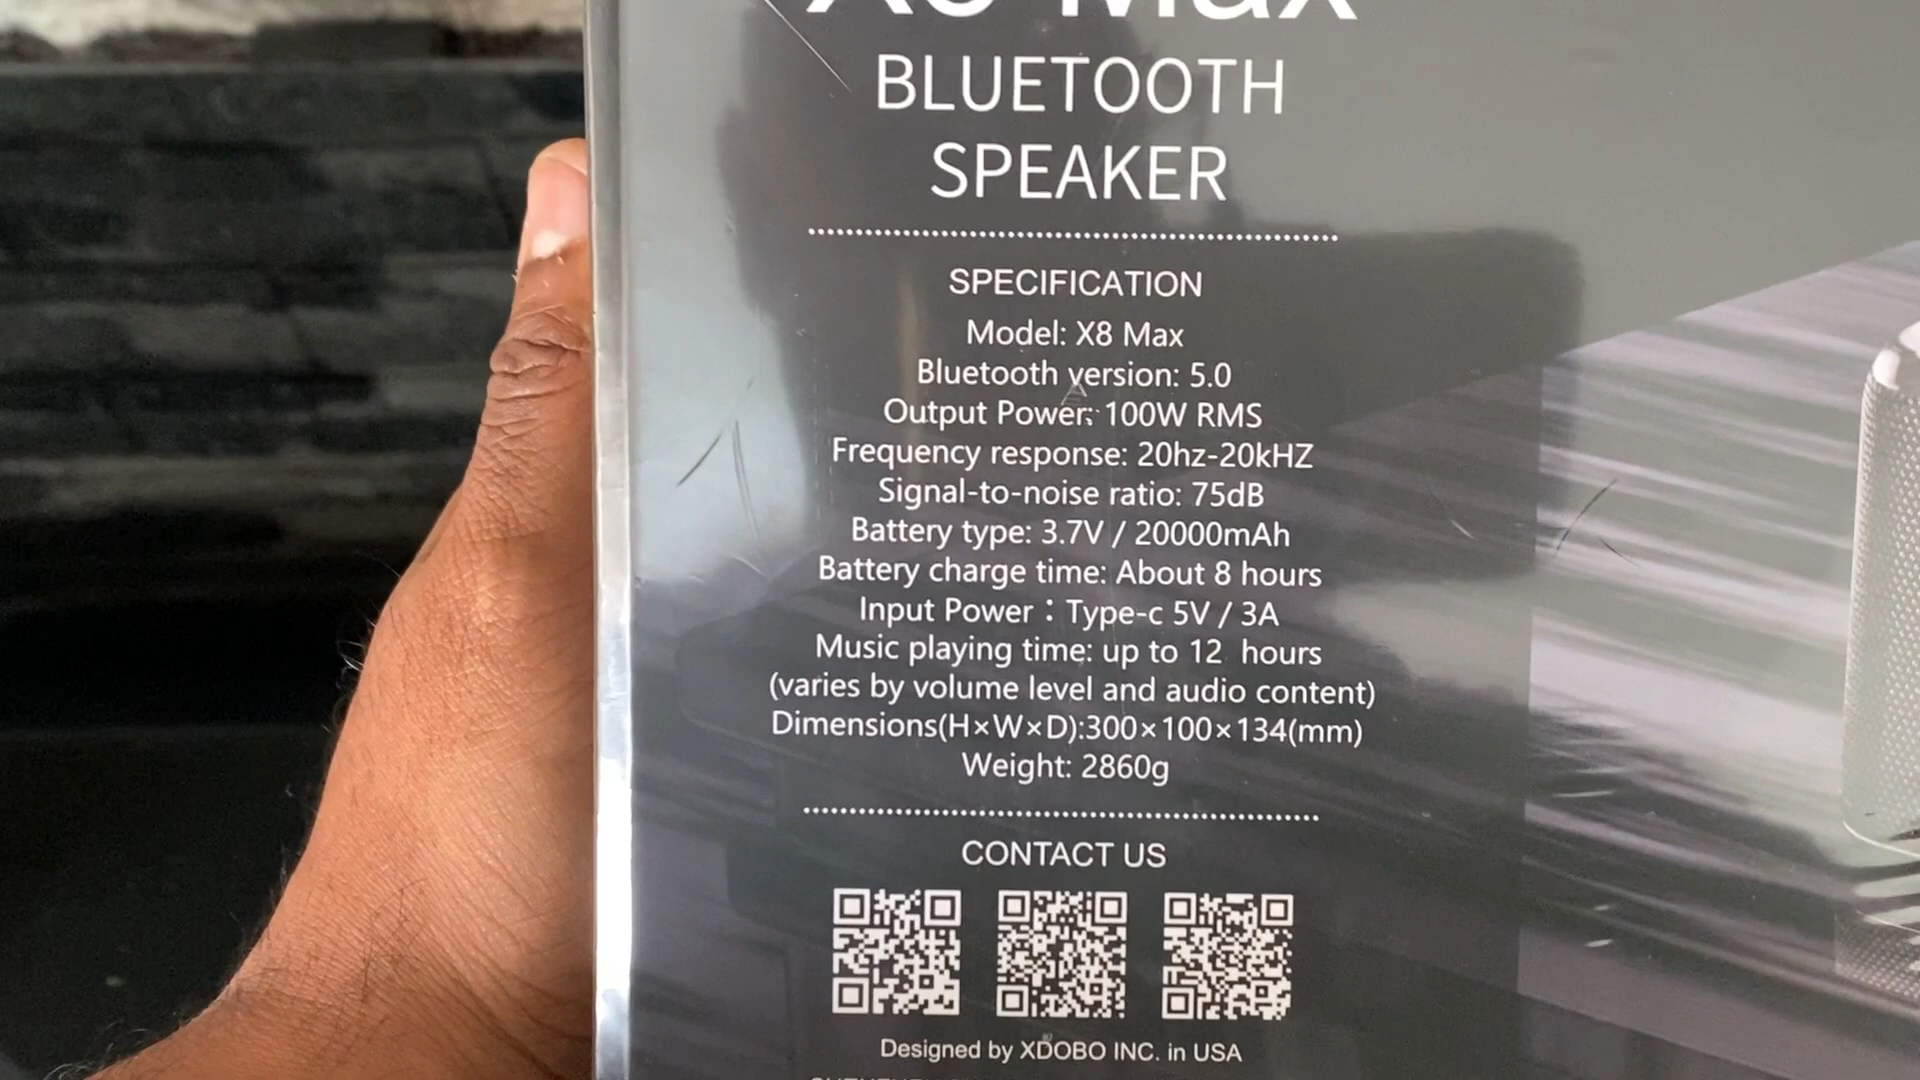 X8 Max
BLUETOOTH
SPEAKER
SPECIFICATION
Model: X8 Max
Bluetooth version: 5.0
Output Power: 100W RMS
Frequency response: 20hz-20kHZ
Signal-to-noise ratio: 75dB
Battery type: 3.7V / 20000mAh
Battery charge time: About 8 hours
Input Power：Type-c 5V / 3A
Music playing time: up to 12 hours
(varies by volume level and audio content)
Dimensions(H×W×D):300×100×134(mm)
Weight: 2860g
CONTACT US
Designed by XDOBO INC. in USA